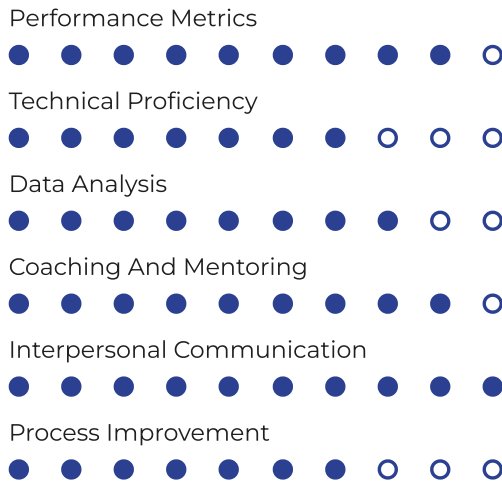 Performance Metrics
Technical Proficiency
Data Analysis
Coaching And Mentoring
Interpersonal Communication
Process Improvement